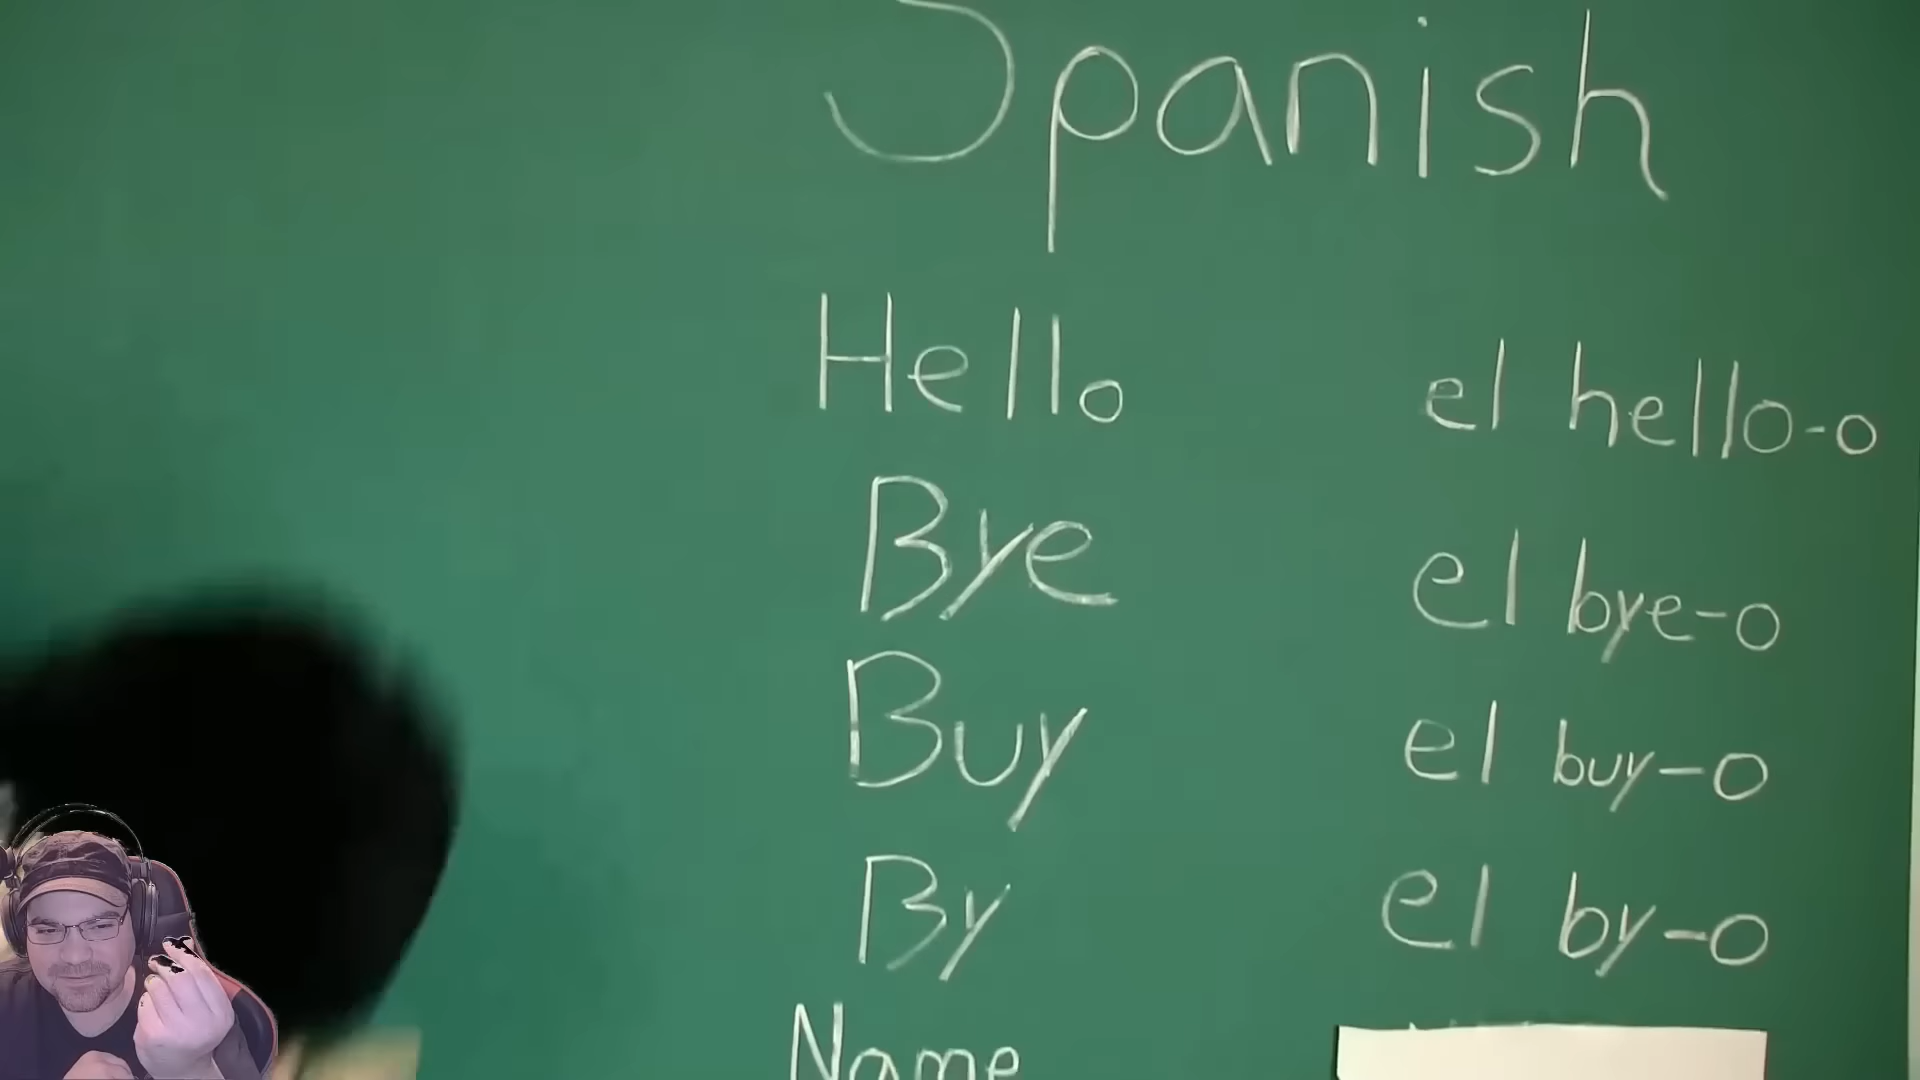 Spanish
Hello el hello-o
Bye el bye-o
Buy el buy-o
By el by-o
Name